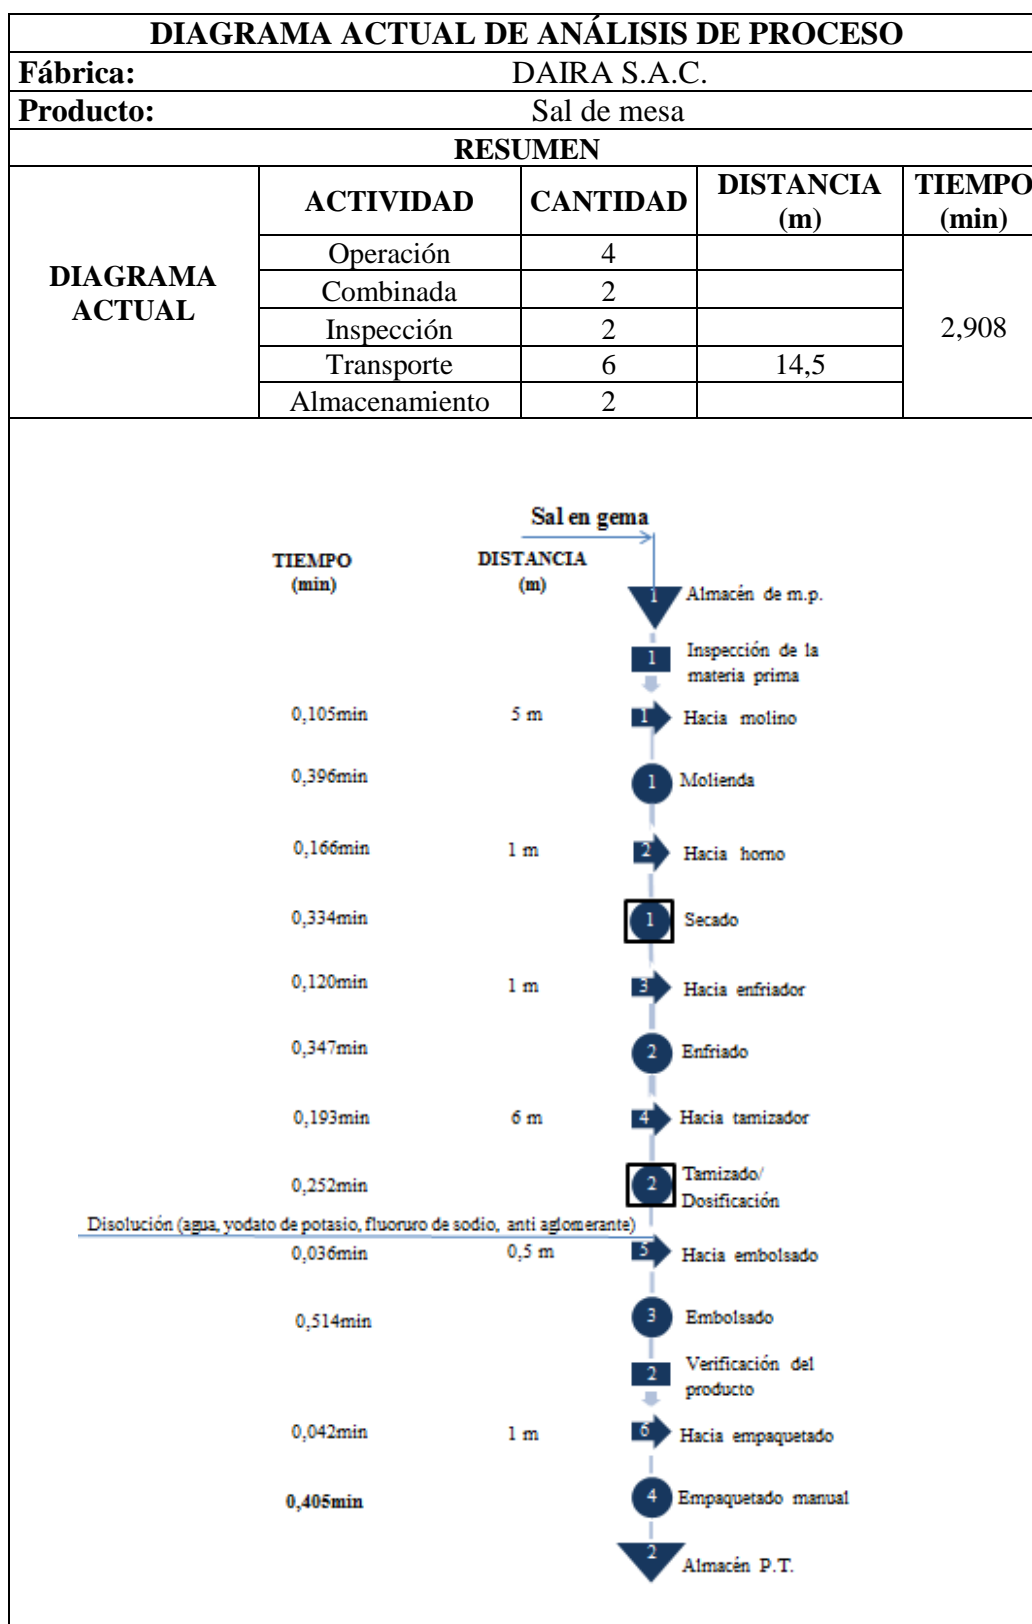 DIAGRAMA ACTUAL DE ANÁLISIS DE PROCESO
Fábrica: DAIRA S.A.C.
Producto: Sal de mesa
RESUMEN
DIAGRAMA ACTUAL
ACTIVIDAD CANTIDAD DISTANCIA (m) TIEMPO (min)
Operación 4
Combinada 2
Inspección 2
Transporte 6 14,5
Almacenamiento 2
2,908
Sal en gema
TIEMPO (min) DISTANCIA (m)
1 Almacén de m.p.
1 Inspección de la
materia prima
0,105min 5 m 1 Hacia molino
0,396min 1 Molienda
0,166min 1 m 2 Hacia horno
0,334min 1 Secado
0,120min 1 m 3 Hacia enfriador
0,347min 2 Enfriado
0,193min 6 m 4 Hacia tamizador
0,252min 2 Tamizado/
Dosificación
Disolución (agua, yodato de potasio, fluoruro de sodio, anti aglomerante)
0,036min 0,5 m 5 Hacia embolsado
0,514min 3 Embolsado
2 Verificación del
producto
0,042min 1 m 6 Hacia empaquetado
0,405min 4 Empaquetado manual
2 Almacén P.T.